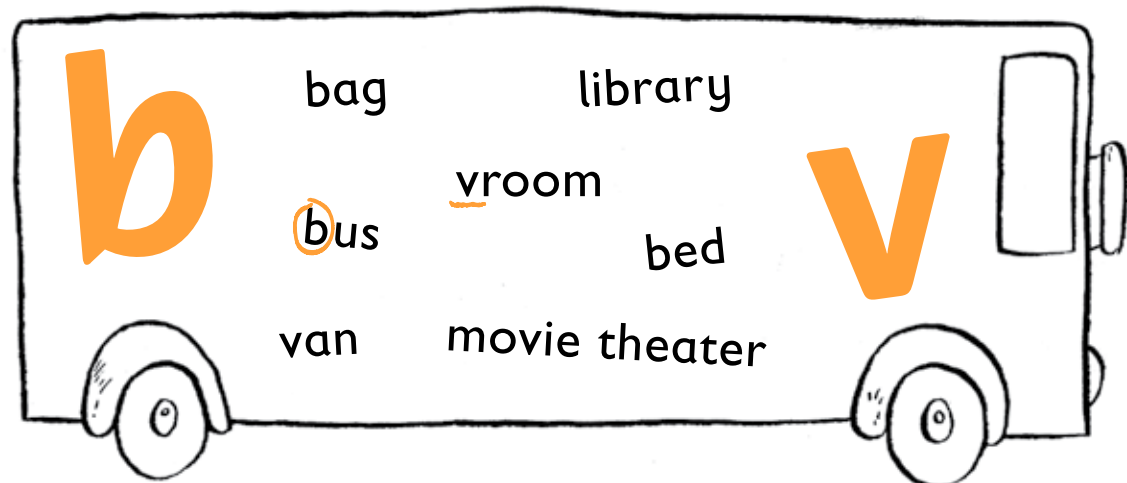 b
bag library
vroom
v
bus
bed
van movie theater